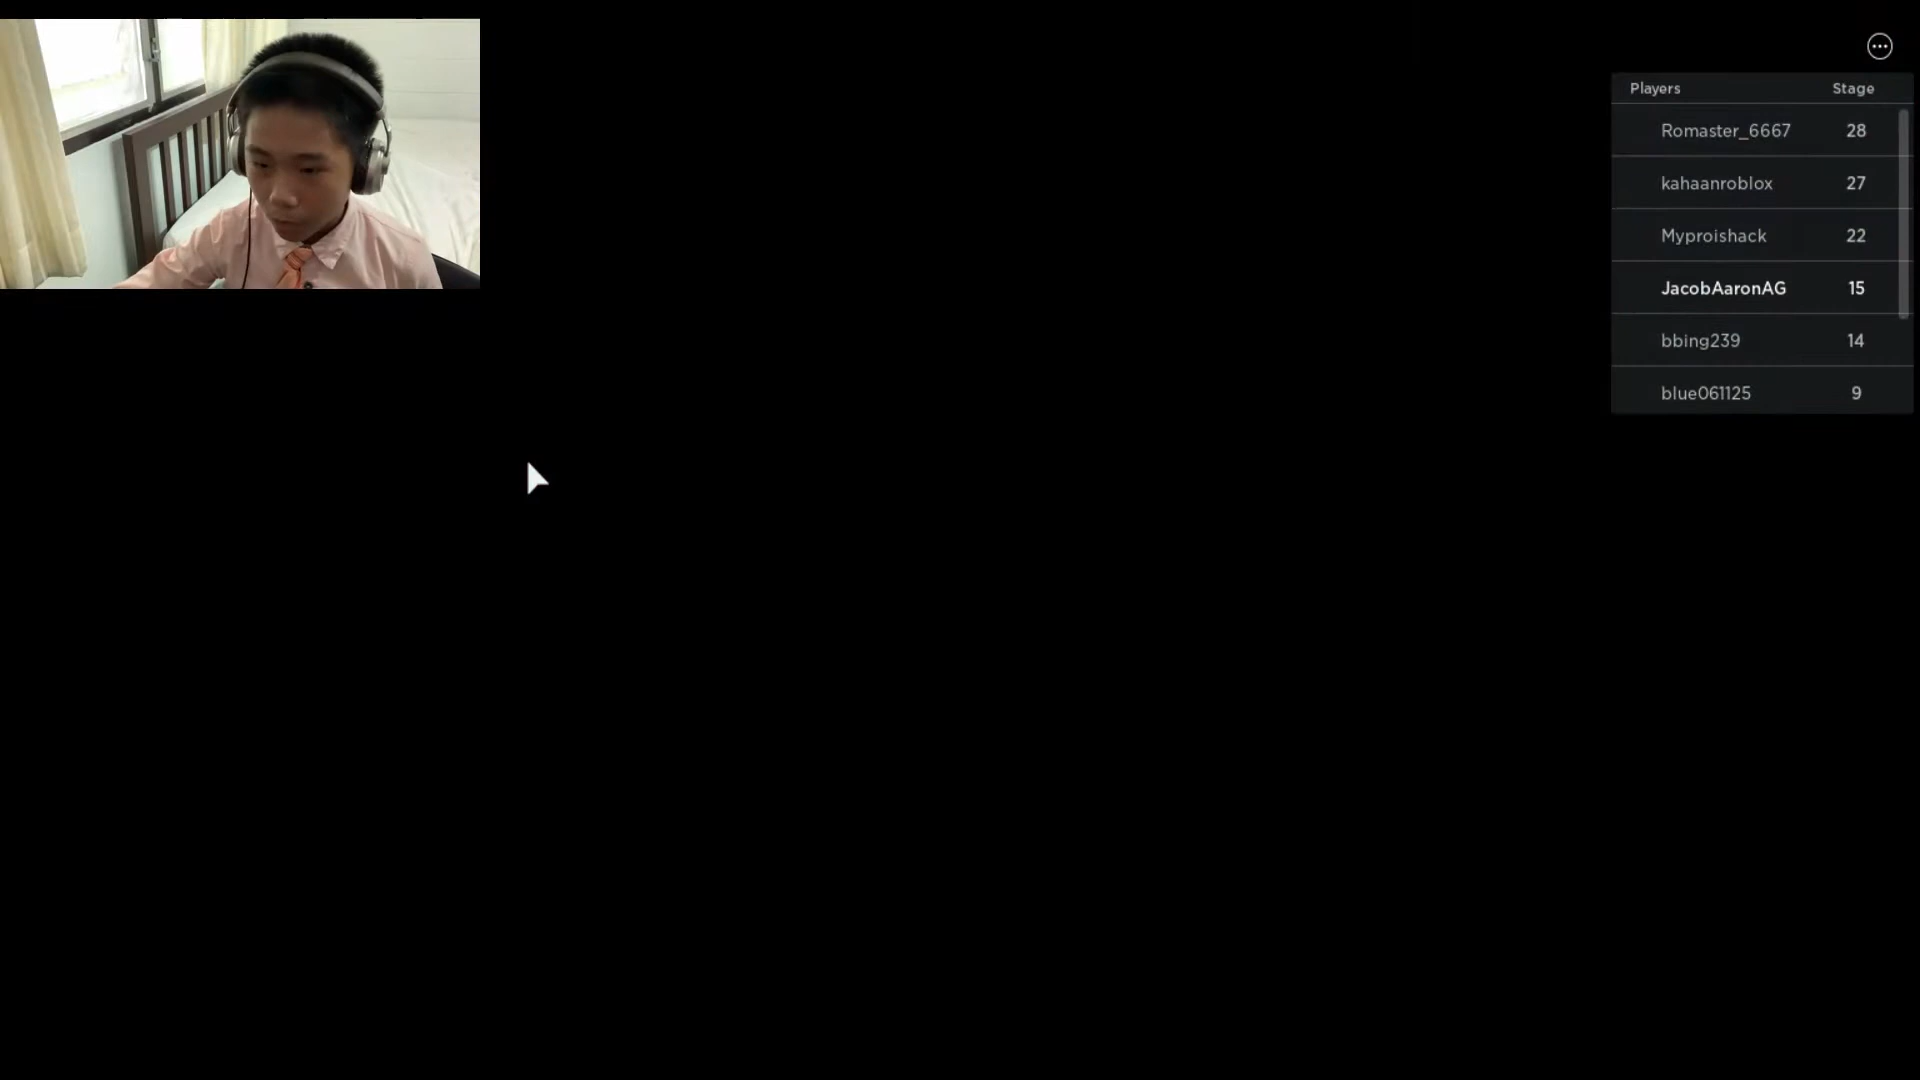 Players Stage
Romaster_6667 28
kahaanroblox 27
Myproishack 22
JacobAaronAG 15
bbing239 14
blue061125 9